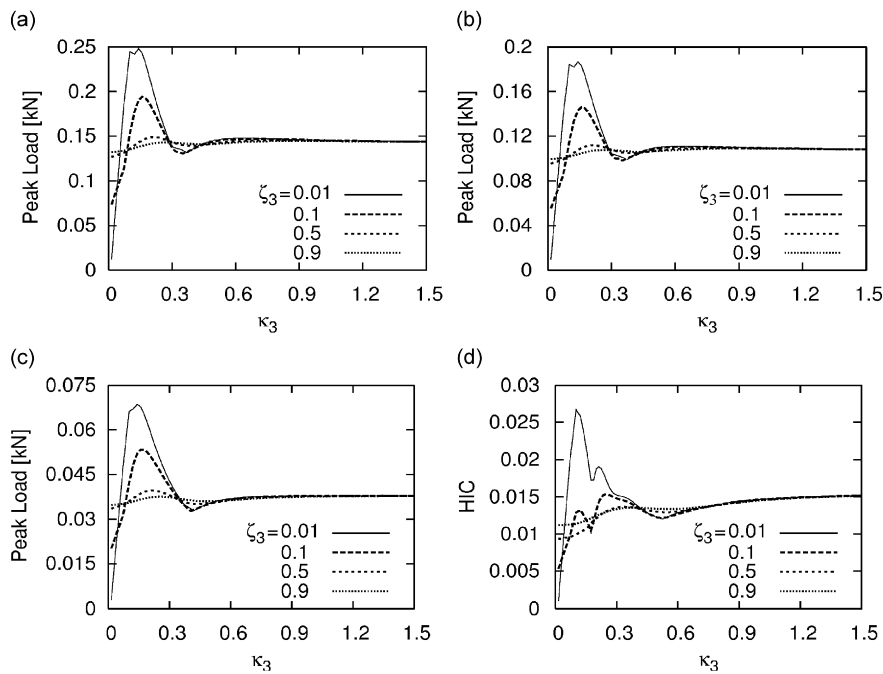 (a)
Peak Load [kN]
0.25
0.2
0.15
0.1
0.05
0
ζ3=0.01
0.1
0.5
0.9
0 0.3 0.6 0.9 1.2 1.5
κ3
(b)
Peak Load [kN]
0.2
0.16
0.12
0.08
0.04
0
ζ3=0.01
0.1
0.5
0.9
0 0.3 0.6 0.9 1.2 1.5
κ3
(c)
Peak Load [kN]
0.075
0.06
0.045
0.03
0.015
0
ζ3=0.01
0.1
0.5
0.9
0 0.3 0.6 0.9 1.2 1.5
κ3
(d)
HIC
0.03
0.025
0.02
0.015
0.01
0.005
0
ζ3=0.01
0.1
0.5
0.9
0 0.3 0.6 0.9 1.2 1.5
κ3